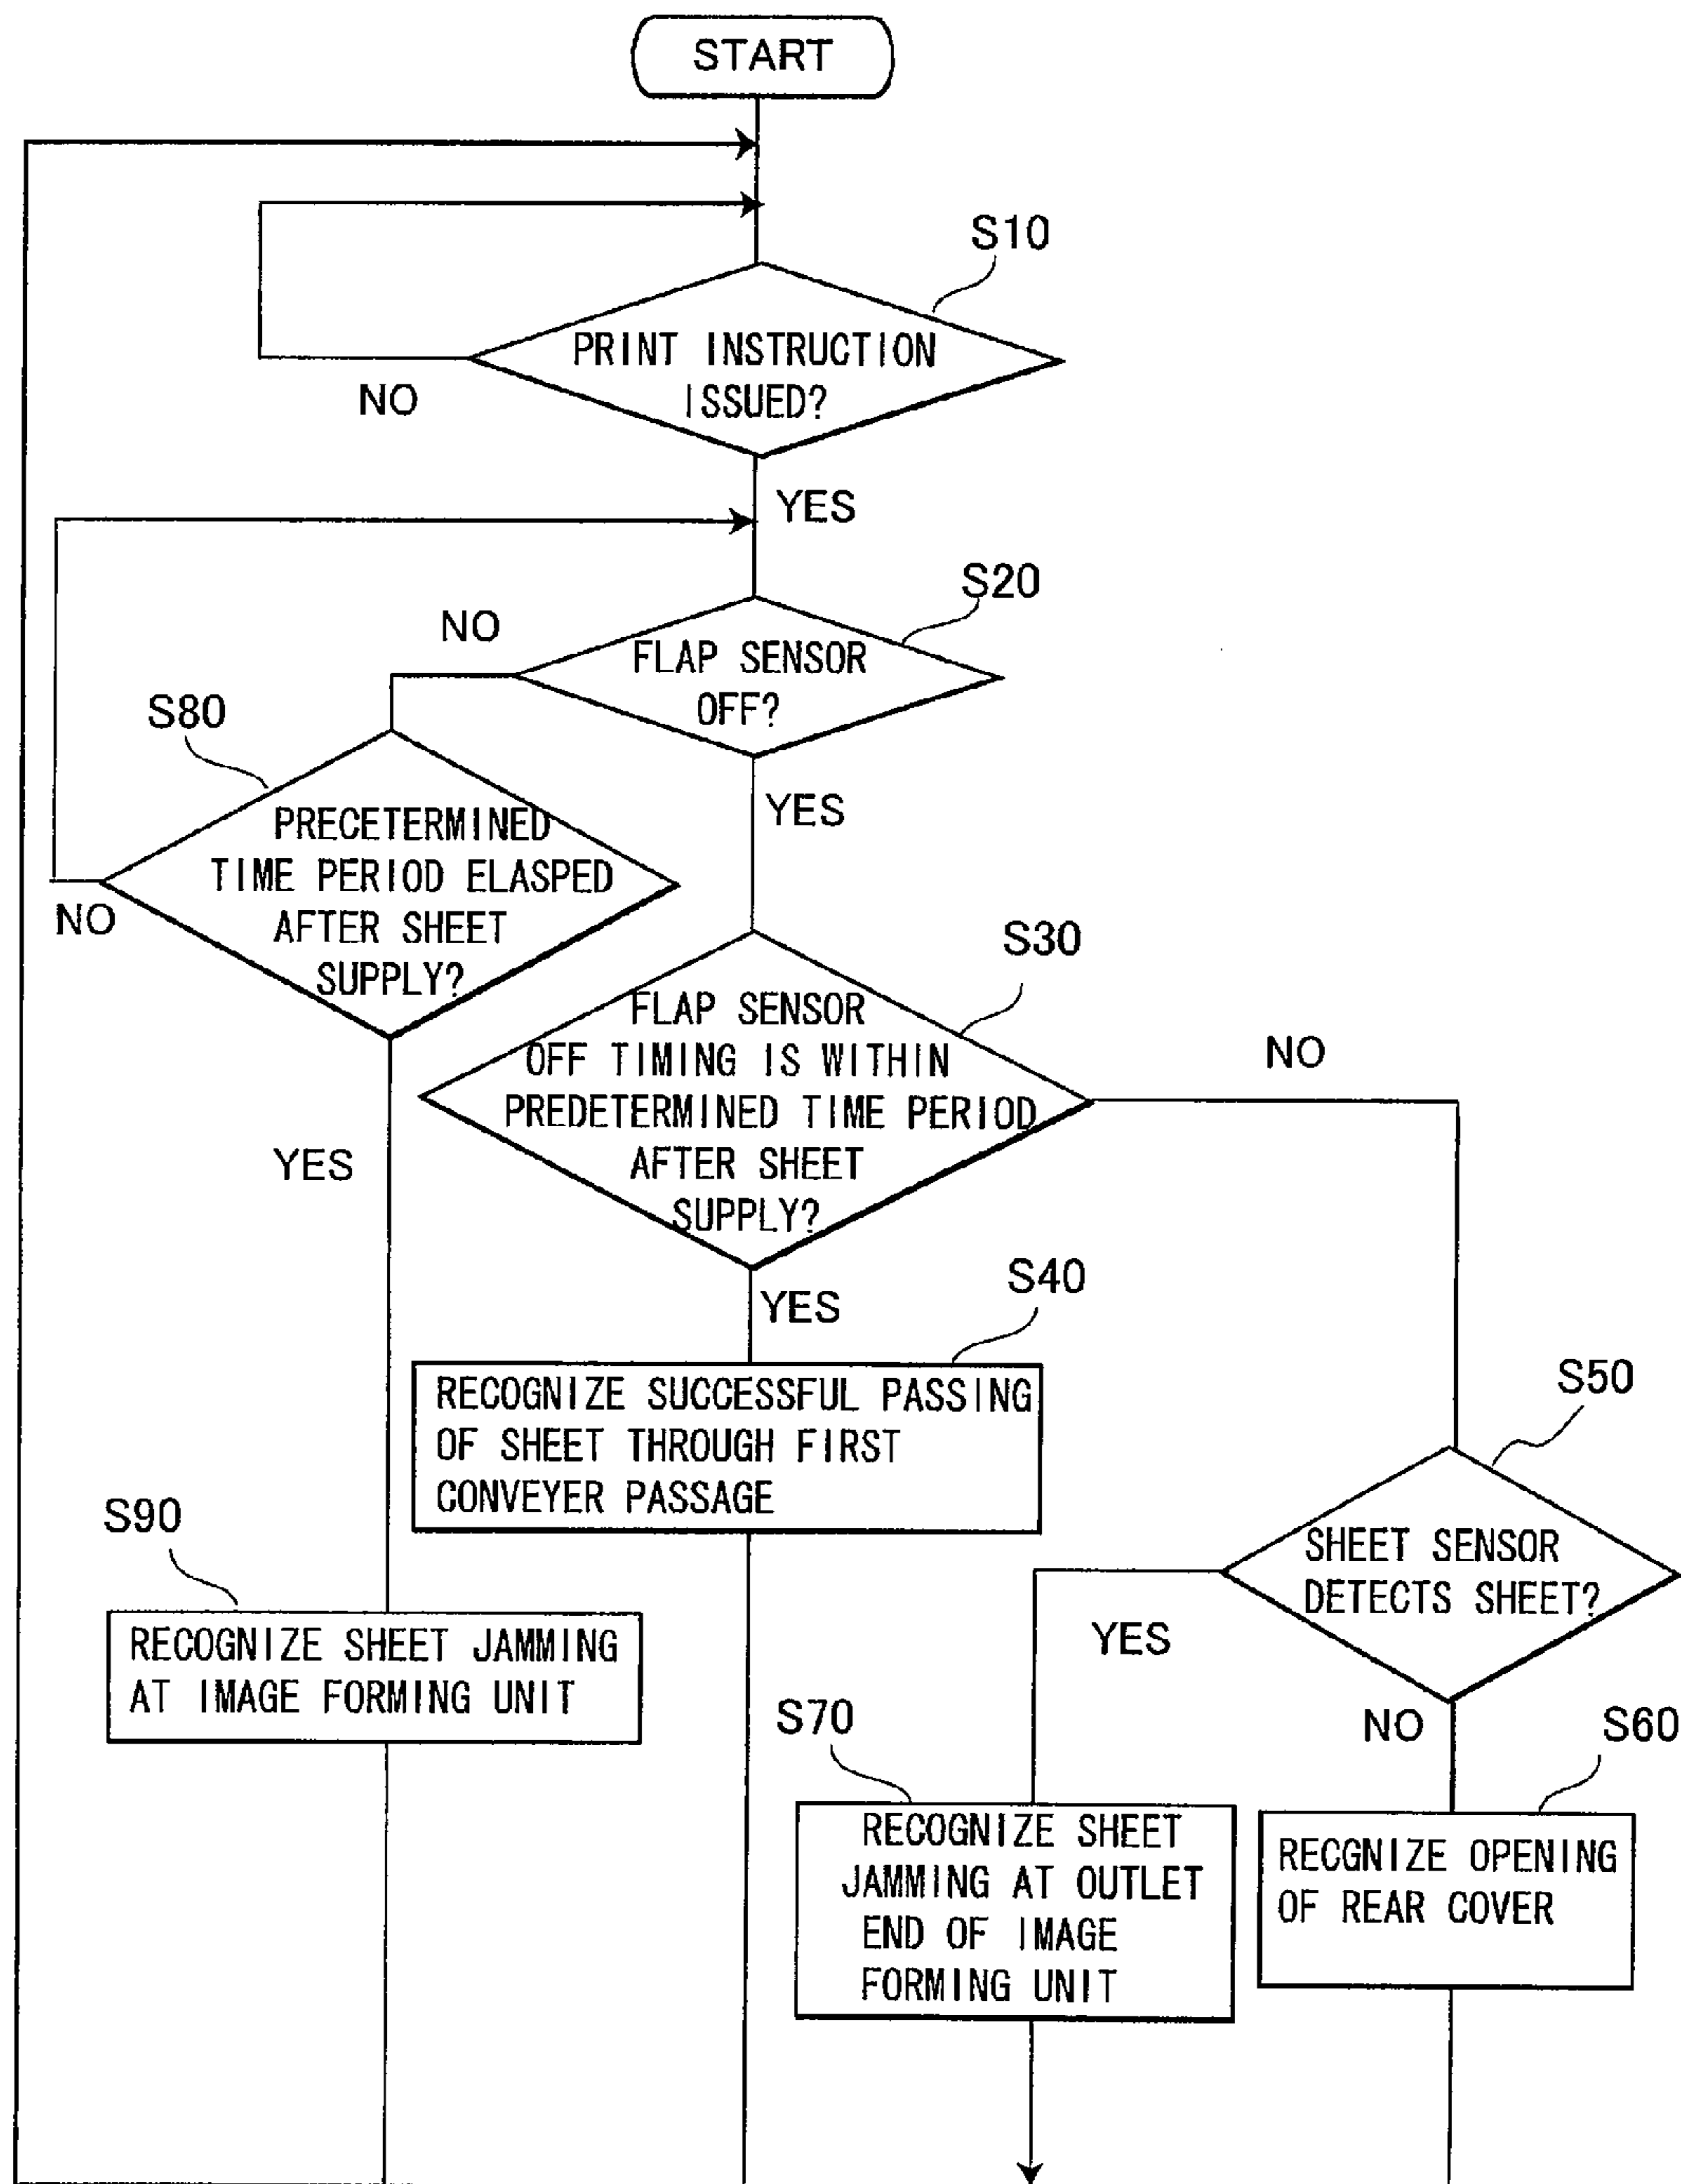 START
S10
PRINT INSTRUCTION
ISSUED?
NO
YES
S20
NO
FLAP SENSOR
OFF?
S80
YES
PRECETERMINED
TIME PERIOD ELASPED
AFTER SHEET
SUPPLY?
NO
S30
FLAP SENSOR
OFF TIMING IS WITHIN
PREDETERMINED TIME PERIOD
AFTER SHEET
SUPPLY?
NO
YES
S40
YES
RECOGNIZE SUCCESSFUL PASSING
OF SHEET THROUGH FIRST
CONVEYER PASSAGE
S50
SHEET SENSOR
DETECTS SHEET?
S90
RECOGNIZE SHEET JAMMING
AT IMAGE FORMING UNIT
YES
NO
S70
S60
RECOGNIZE SHEET
JAMMING AT OUTLET
END OF IMAGE
FORMING UNIT
RECGNIZE OPENING
OF REAR COVER